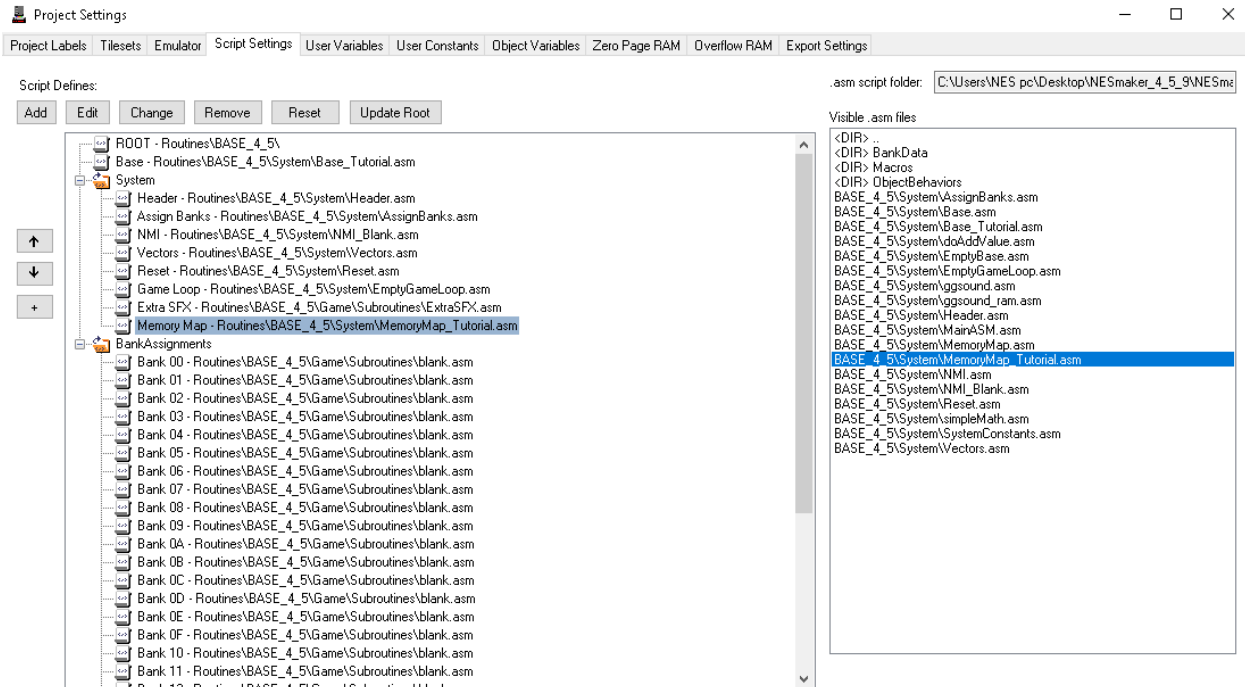 Project Settings
Project Labels Tilesets Emulator Script Settings User Variables User Constants Object Variables Zero Page RAM Overflow RAM Export Settings
Script Defines:
Add Edit Change Remove Reset Update Root
ROOT - Routines\BASE_4_5\
Base - Routines\BASE_4_5\System\Base_Tutorial.asm
System
Header - Routines\BASE_4_5\System\Header.asm
Assign Banks - Routines\BASE_4_5\System\AssignBanks.asm
NMI - Routines\BASE_4_5\System\NMI_Blank.asm
Vectors - Routines\BASE_4_5\System\Vectors.asm
Reset - Routines\BASE_4_5\System\Reset.asm
Game Loop - Routines\BASE_4_5\System\EmptyGameLoop.asm
Extra SFX - Routines\BASE_4_5\Game\Subroutines\ExtraSFX.asm
Memory Map - Routines\BASE_4_5\System\MemoryMap_Tutorial.asm
BankAssignments
Bank 00 - Routines\BASE_4_5\Game\Subroutines\blank.asm
Bank 01 - Routines\BASE_4_5\Game\Subroutines\blank.asm
Bank 02 - Routines\BASE_4_5\Game\Subroutines\blank.asm
Bank 03 - Routines\BASE_4_5\Game\Subroutines\blank.asm
Bank 04 - Routines\BASE_4_5\Game\Subroutines\blank.asm
Bank 05 - Routines\BASE_4_5\Game\Subroutines\blank.asm
Bank 06 - Routines\BASE_4_5\Game\Subroutines\blank.asm
Bank 07 - Routines\BASE_4_5\Game\Subroutines\blank.asm
Bank 08 - Routines\BASE_4_5\Game\Subroutines\blank.asm
Bank 09 - Routines\BASE_4_5\Game\Subroutines\blank.asm
Bank 0A - Routines\BASE_4_5\Game\Subroutines\blank.asm
Bank 0B - Routines\BASE_4_5\Game\Subroutines\blank.asm
Bank 0C - Routines\BASE_4_5\Game\Subroutines\blank.asm
Bank 0D - Routines\BASE_4_5\Game\Subroutines\blank.asm
Bank 0E - Routines\BASE_4_5\Game\Subroutines\blank.asm
Bank 0F - Routines\BASE_4_5\Game\Subroutines\blank.asm
Bank 10 - Routines\BASE_4_5\Game\Subroutines\blank.asm
Bank 11 - Routines\BASE_4_5\Game\Subroutines\blank.asm
.asm script folder: C:\Users\NES pc\Desktop\NESmaker_4_5_9\NESma
Visible .asm files
<DIR> ..
<DIR> BankData
<DIR> Macros
<DIR> ObjectBehaviors
BASE_4_5\System\AssignBanks.asm
BASE_4_5\System\Base.asm
BASE_4_5\System\Base_Tutorial.asm
BASE_4_5\System\doAddValue.asm
BASE_4_5\System\EmptyBase.asm
BASE_4_5\System\EmptyGameLoop.asm
BASE_4_5\System\ggsound.asm
BASE_4_5\System\ggsound_ram.asm
BASE_4_5\System\Header.asm
BASE_4_5\System\MainASM.asm
BASE_4_5\System\MemoryMap.asm
BASE_4_5\System\MemoryMap_Tutorial.asm
BASE_4_5\System\NMI.asm
BASE_4_5\System\NMI_Blank.asm
BASE_4_5\System\Reset.asm
BASE_4_5\System\simpleMath.asm
BASE_4_5\System\SystemConstants.asm
BASE_4_5\System\Vectors.asm